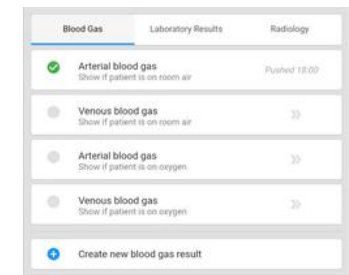 Blood Gas Laboratory Results Radiology
Arterial blood gas
Show if patient is on room air
Pushed 18:00
Venous blood gas
Show if patient is on room air
Arterial blood gas
Show if patient is on oxygen
Venous blood gas
Show if patient is on oxygen
Create new blood gas result